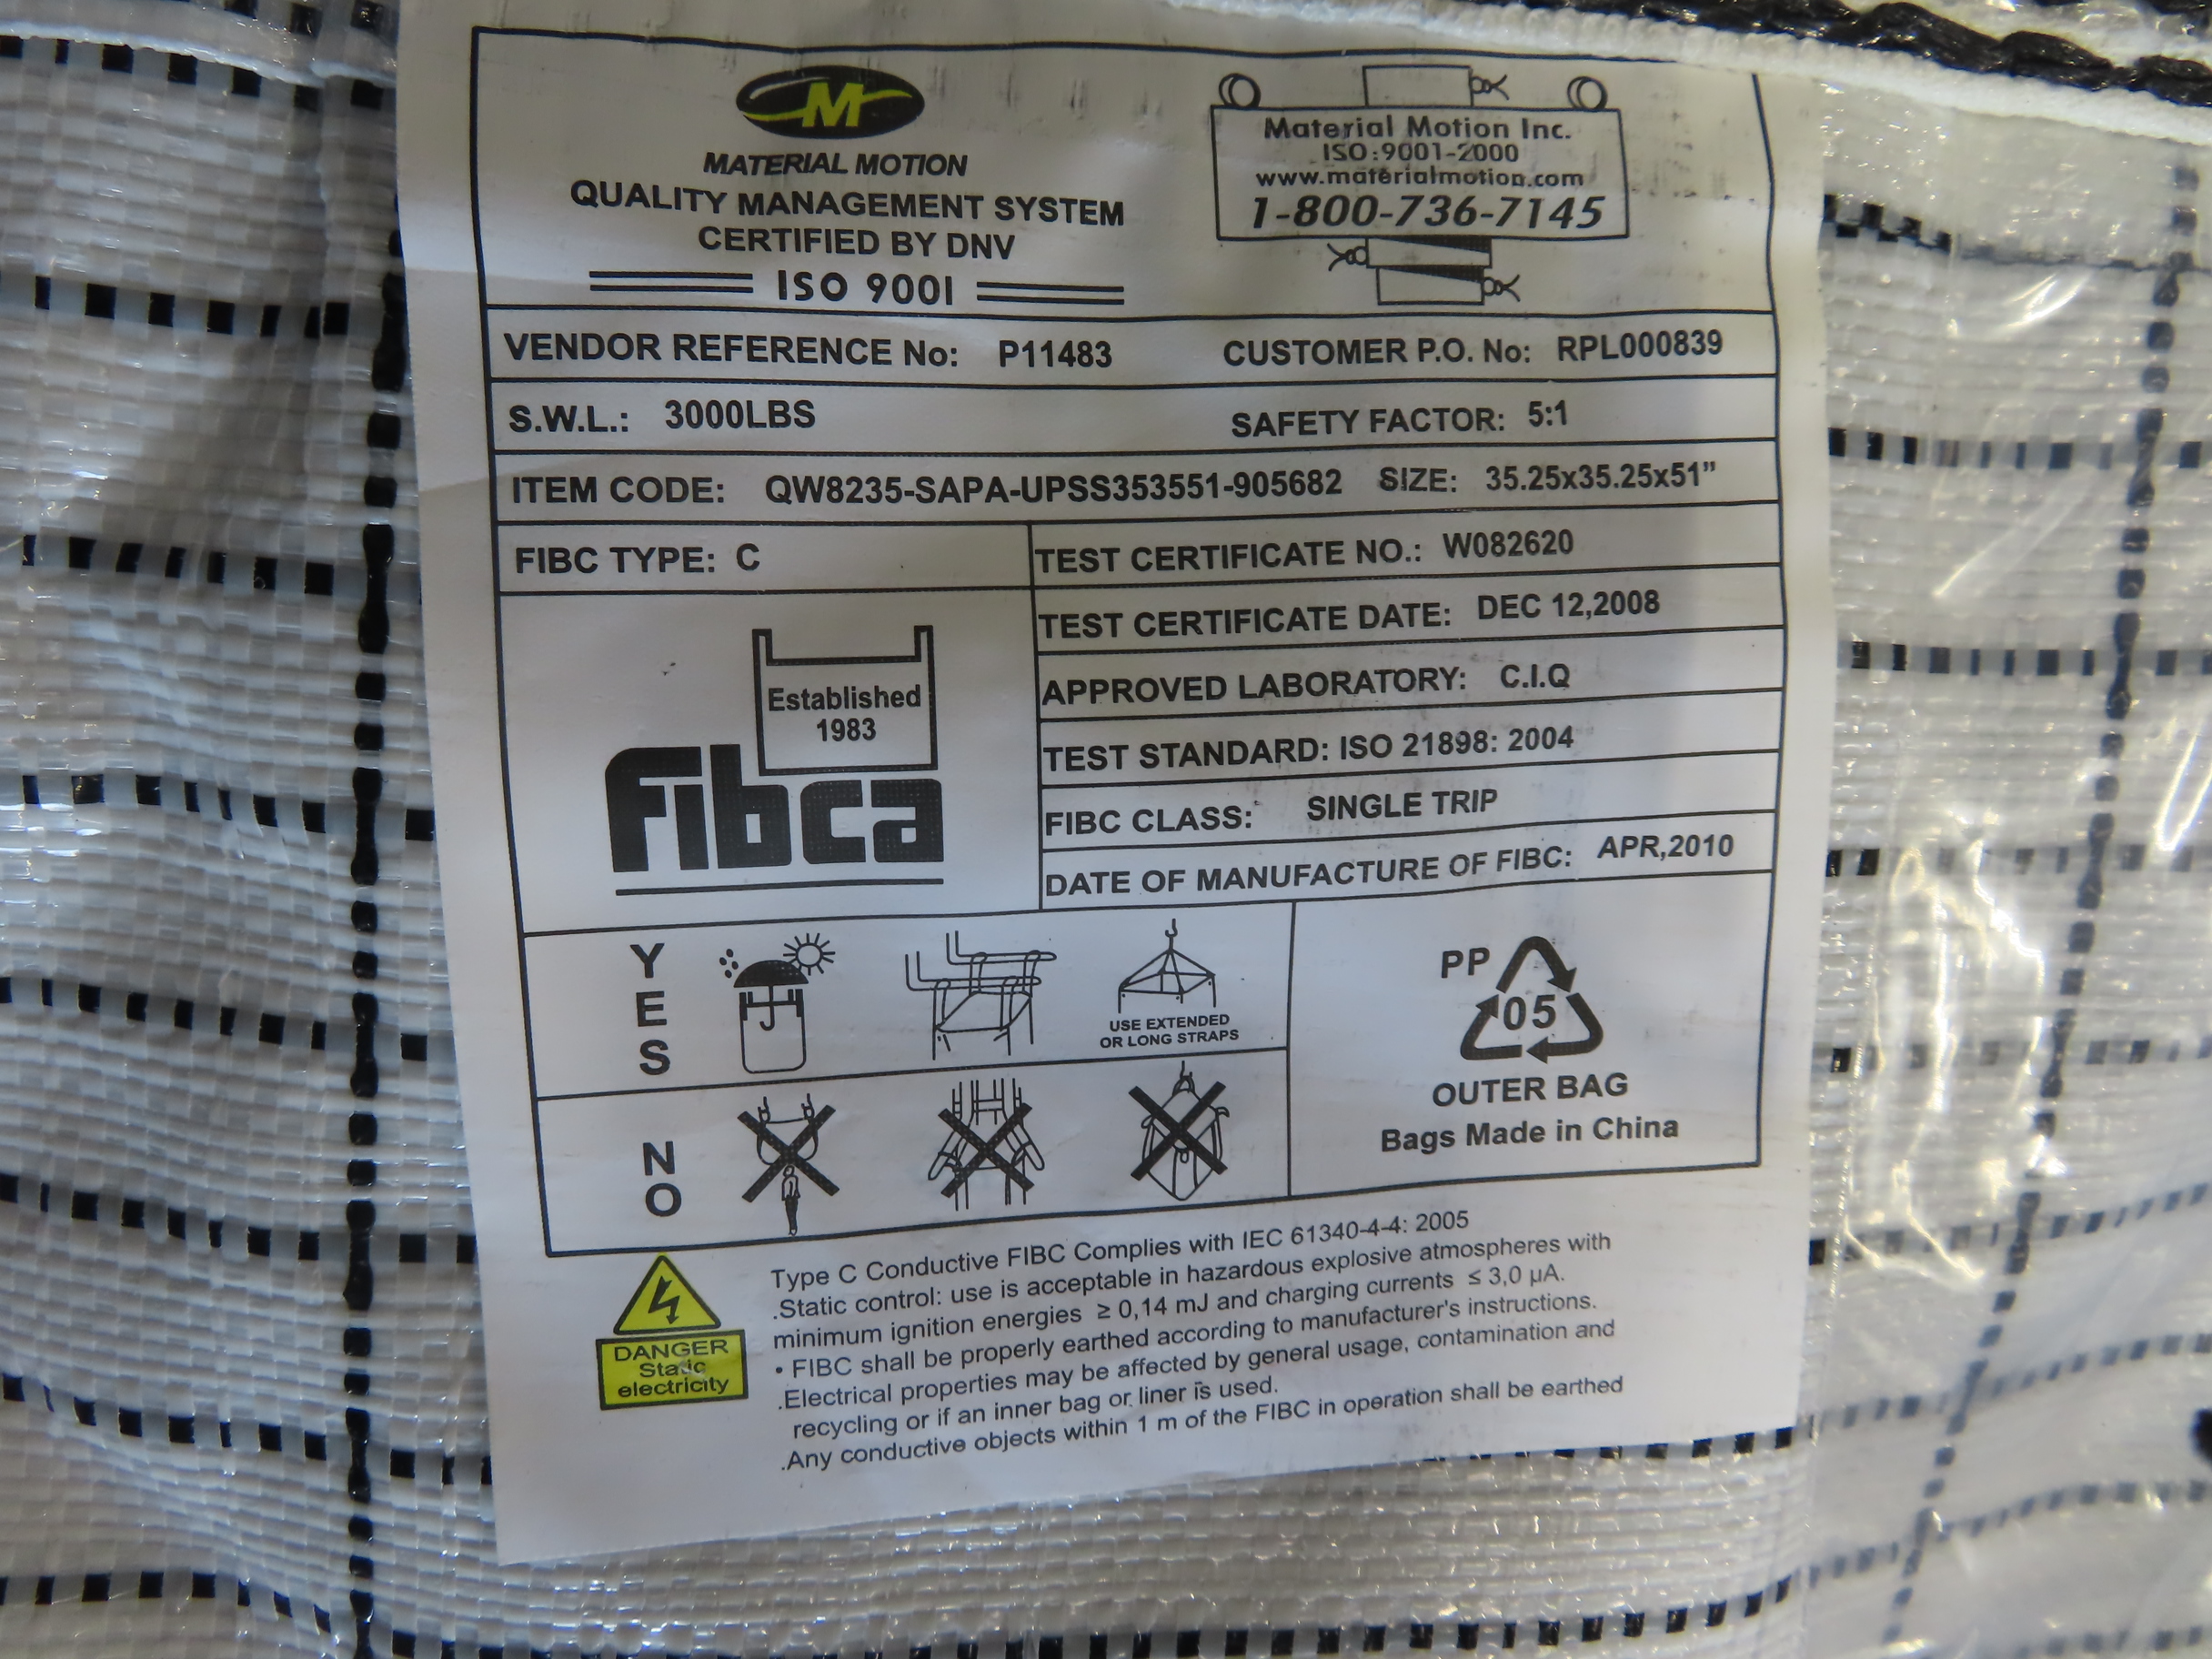 M
MATERIAL MOTION
QUALITY MANAGEMENT SYSTEM
CERTIFIED BY DNV
ISO 9001
Material Motion Inc.
ISO:9001-2000
www.materialmotion.com
1-800-736-7145
VENDOR REFERENCE No: P11483 CUSTOMER P.O. No: RPL000839
S.W.L.: 3000LBS SAFETY FACTOR: 5:1
ITEM CODE: QW8235-SAPA-UPSS353551-905682 SIZE: 35.25x35.25x51”
FIBC TYPE: C
TEST CERTIFICATE NO.: W082620
TEST CERTIFICATE DATE: DEC 12,2008
APPROVED LABORATORY: C.I.Q
TEST STANDARD: ISO 21898: 2004
FIBC CLASS: SINGLE TRIP
DATE OF MANUFACTURE OF FIBC: APR,2010
Established
1983
Fibca
YES
USE EXTENDED
OR LONG STRAPS
NO
PP
05
OUTER BAG
Bags Made in China
DANGER
Static
electricity
Type C Conductive FIBC Complies with IEC 61340-4-4: 2005
.Static control: use is acceptable in hazardous explosive atmospheres with
minimum ignition energies ≥ 0,14 mJ and charging currents ≤ 3,0 µA.
• FIBC shall be properly earthed according to manufacturer's instructions.
.Electrical properties may be affected by general usage, contamination and
recycling or if an inner bag or liner is used.
.Any conductive objects within 1 m of the FIBC in operation shall be earthed